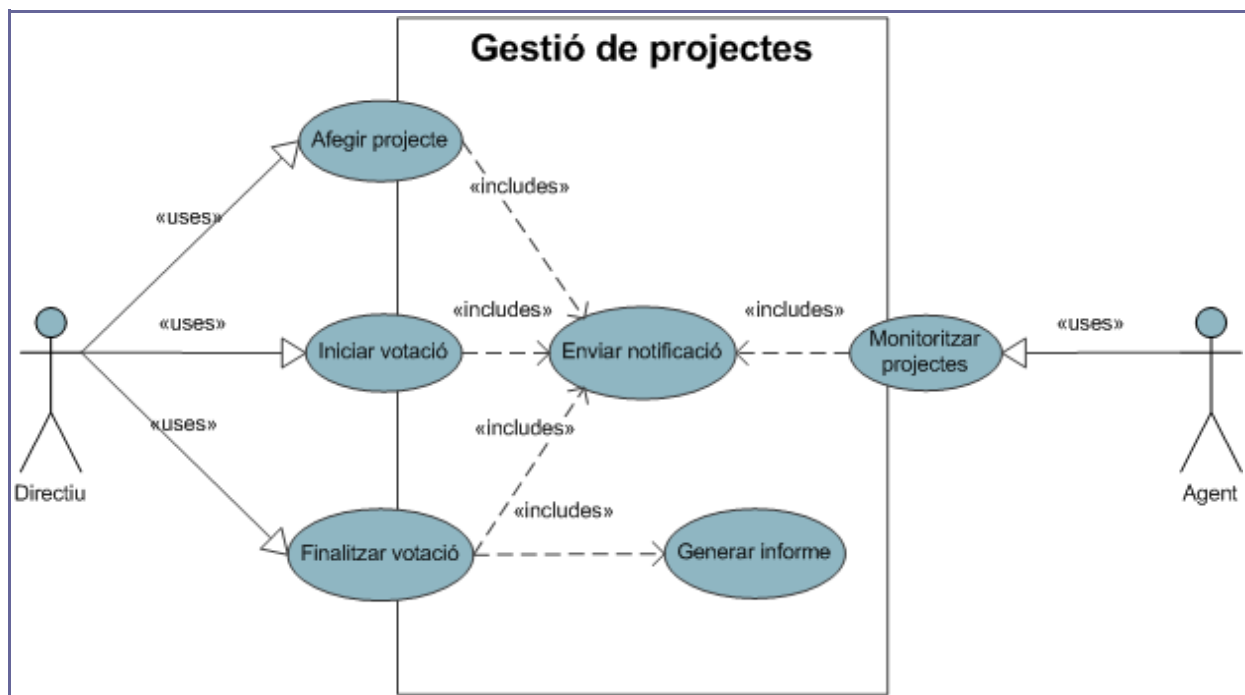 Gestió de projectes
Afegir projecte
«includes»
«uses»
«uses»
«includes»
«includes»
«uses»
Iniciar votació
Enviar notificació
Monitoritzar
projectes
«uses»
«includes»
Directiu
Agent
«includes»
Finalitzar votació
Generar informe